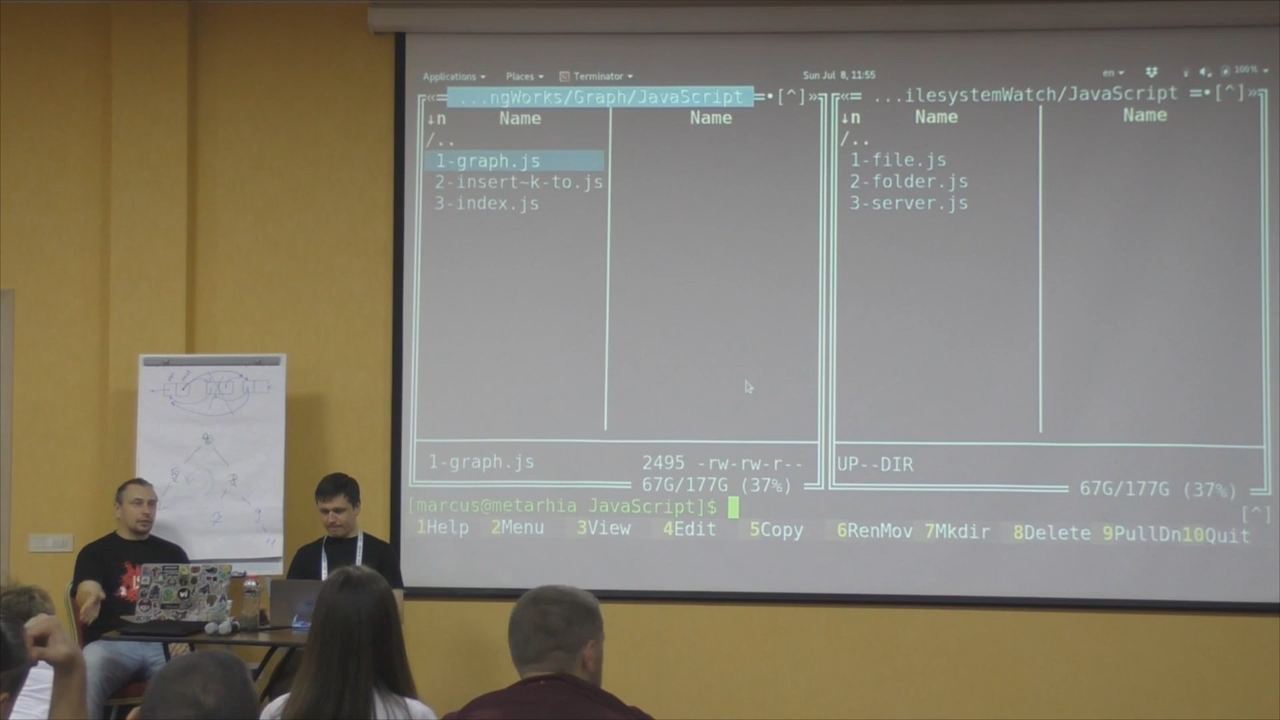 Applications Places Terminator Sun Jul 8, 11:55 en 100%
...ngWorks/Graph/JavaScript =•[^]» «= ...ilesystemWatch/JavaScript =•[^]»
↓n Name Name ↓n Name Name
/.. /..
1-graph.js 1-file.js
2-insert~k-to.js 2-folder.js
3-index.js 3-server.js
1-graph.js 2495 -rw-rw-r-- UP--DIR
67G/177G (37%) 67G/177G (37%)
[marcus@metarhia JavaScript]$ [^]
1Help 2Menu 3View 4Edit 5Copy 6RenMov 7Mkdir 8Delete 9PullDn 10Quit